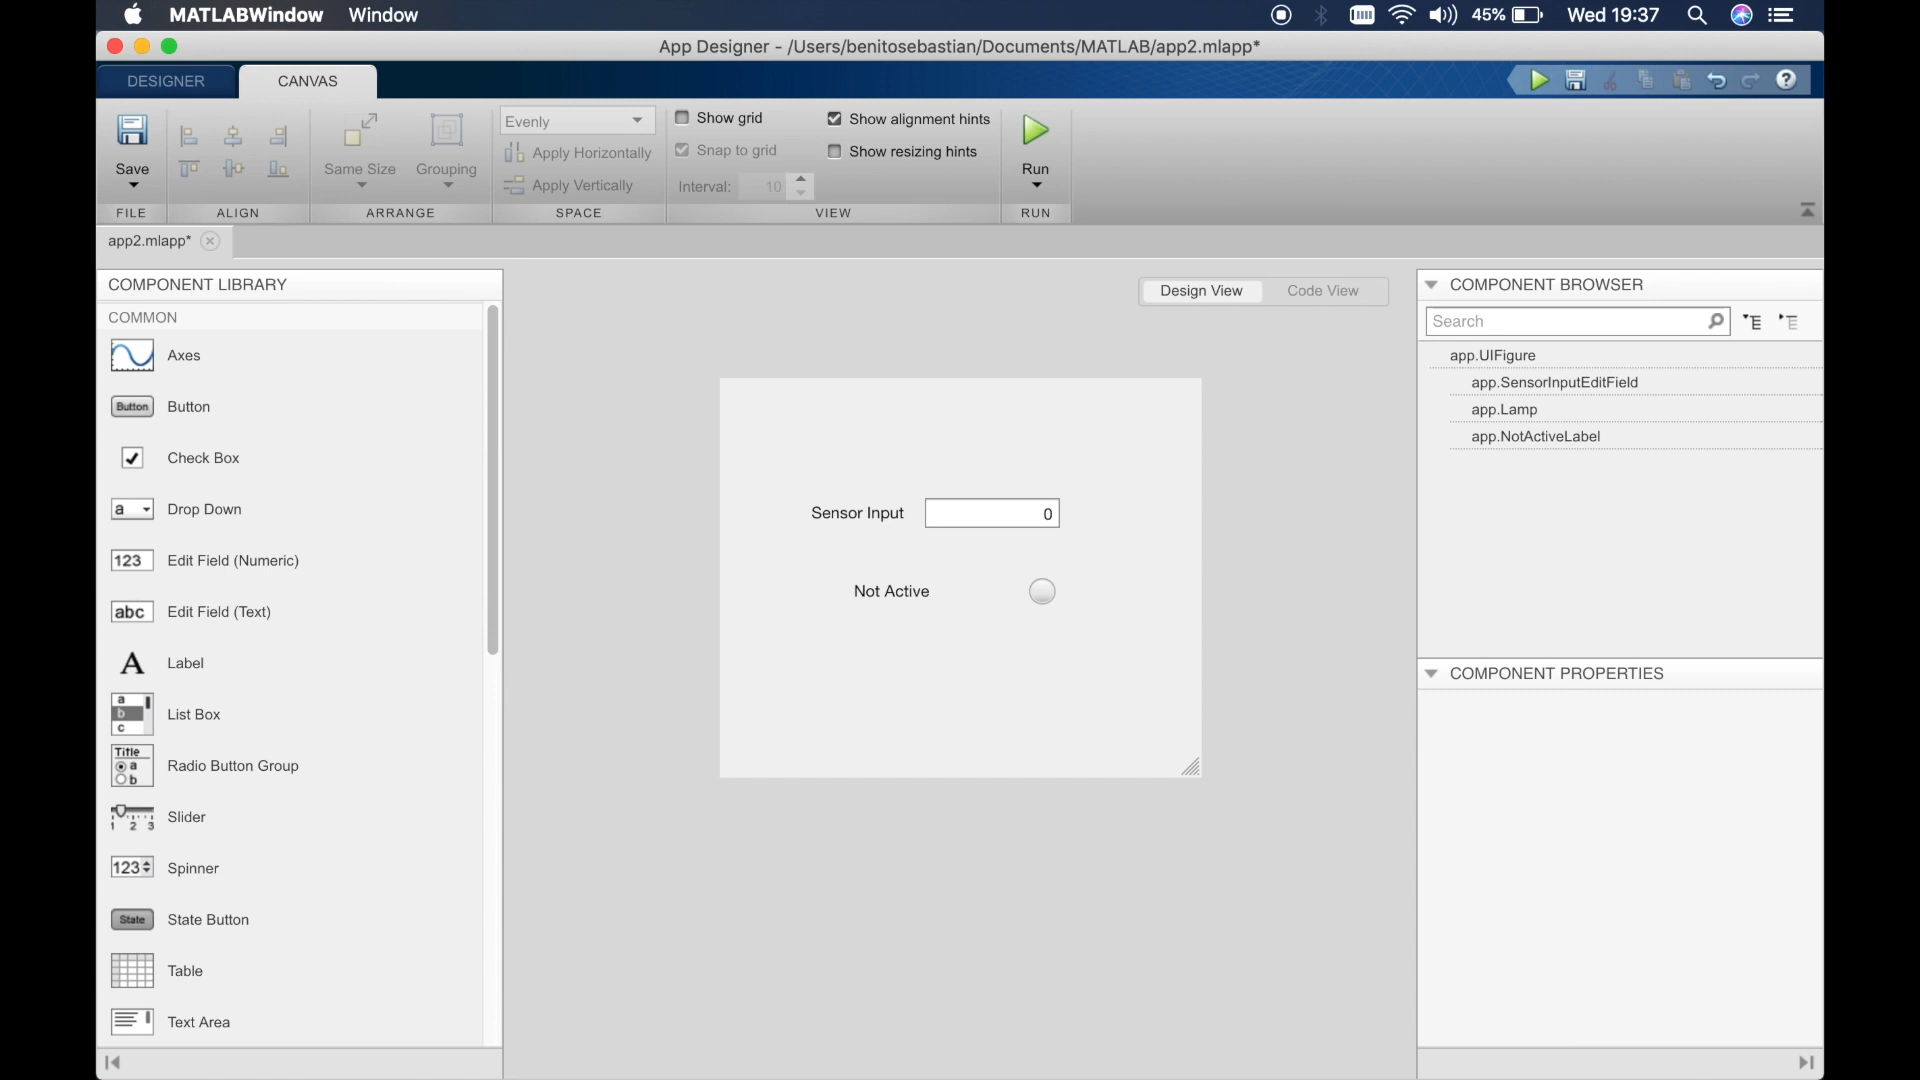 MATLABWindow Window 45% Wed 19:37
App Designer - /Users/benitosebastian/Documents/MATLAB/app2.mlapp*
DESIGNER CANVAS
Save
FILE
ALIGN
Same Size Grouping
ARRANGE
Evenly
Apply Horizontally
Apply Vertically
SPACE
Show grid Show alignment hints
Snap to grid Show resizing hints
Interval: 10
VIEW
Run
RUN
app2.mlapp*
COMPONENT LIBRARY
COMMON
Axes
Button Button
Check Box
a Drop Down
123 Edit Field (Numeric)
abc Edit Field (Text)
A Label
a
b List Box
c
Title
a Radio Button Group
b
1 2 3 Slider
123 Spinner
State State Button
Table
Text Area
Design View Code View
Sensor Input 0
Not Active
COMPONENT BROWSER
Search
app.UIFigure
app.SensorInputEditField
app.Lamp
app.NotActiveLabel
COMPONENT PROPERTIES